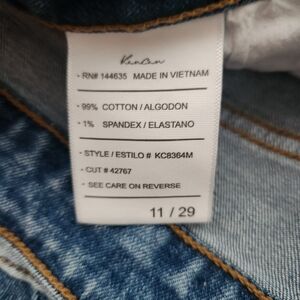 KanCan
· RN# 144635 MADE IN VIETNAM
· 99% COTTON / ALGODON
· 1% SPANDEX / ELASTANO
· STYLE / ESTILO # KC8364M
· CUT # 42767
· SEE CARE ON REVERSE
11 / 29